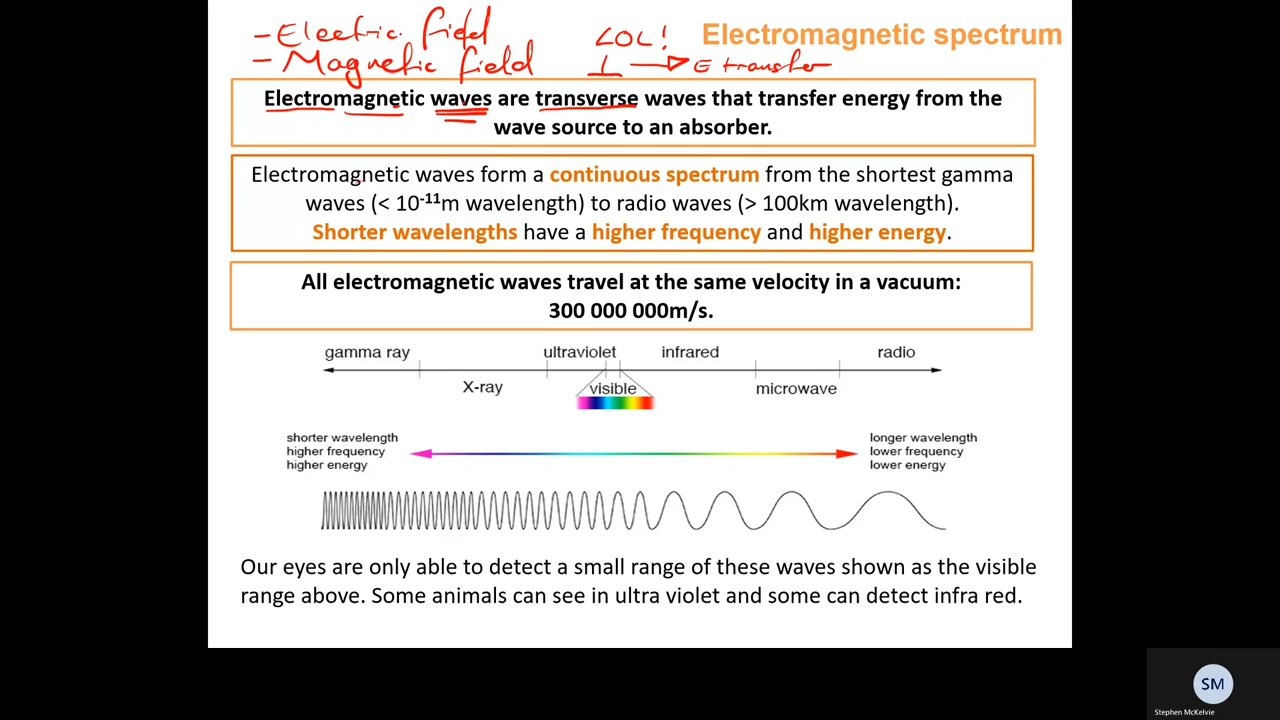 - Electric field
LOL!
Electromagnetic spectrum
- Magnetic field
⊥ → E transfer
Electromagnetic waves are transverse waves that transfer energy from the
wave source to an absorber.
Electromagnetic waves form a continuous spectrum from the shortest gamma
waves (< 10⁻¹¹m wavelength) to radio waves (> 100km wavelength).
Shorter wavelengths have a higher frequency and higher energy.
All electromagnetic waves travel at the same velocity in a vacuum:
300 000 000m/s.
gamma ray ultraviolet infrared radio
X-ray visible microwave
shorter wavelength longer wavelength
higher frequency lower frequency
higher energy lower energy
Our eyes are only able to detect a small range of these waves shown as the visible
range above. Some animals can see in ultra violet and some can detect infra red.
SM
Stephen McKelvie